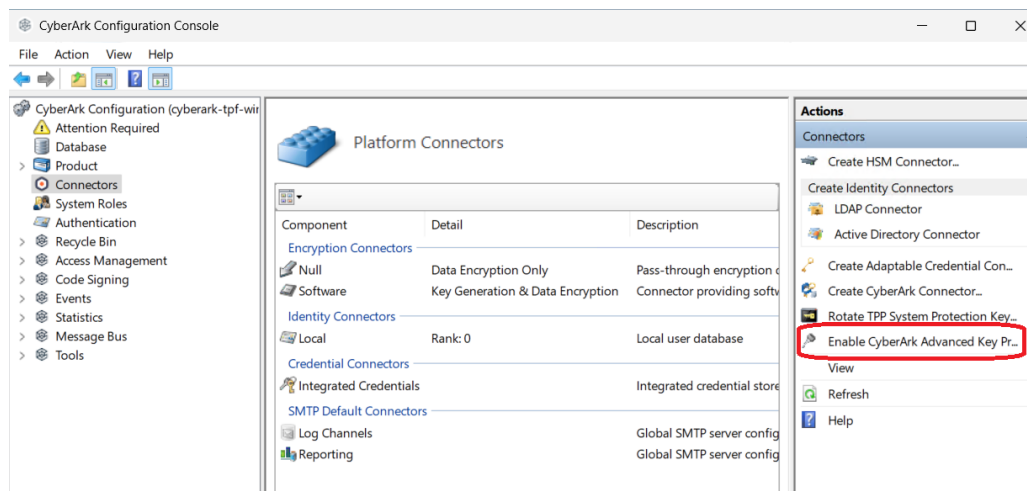 CyberArk Configuration Console
File Action View Help
CyberArk Configuration (cyberark-tpf-wir
Attention Required
Database
Product
Connectors
System Roles
Authentication
Recycle Bin
Access Management
Code Signing
Events
Statistics
Message Bus
Tools
Platform Connectors
Component Detail Description
Encryption Connectors
Null Data Encryption Only Pass-through encryption
Software Key Generation & Data Encryption Connector providing softw
Identity Connectors
Local Rank: 0 Local user database
Credential Connectors
Integrated Credentials Integrated credential store
SMTP Default Connectors
Log Channels Global SMTP server config
Reporting Global SMTP server config
Actions
Connectors
Create HSM Connector...
Create Identity Connectors
LDAP Connector
Active Directory Connector
Create Adaptable Credential Con...
Create CyberArk Connector...
Rotate TPP System Protection Key...
Enable CyberArk Advanced Key Pr...
View
Refresh
Help